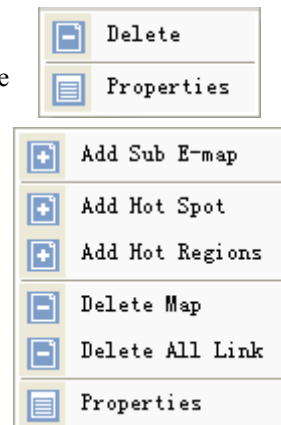 Delete
e
Properties
Add Sub E-map
Add Hot Spot
Add Hot Regions
Delete Map
Delete All Link
Properties